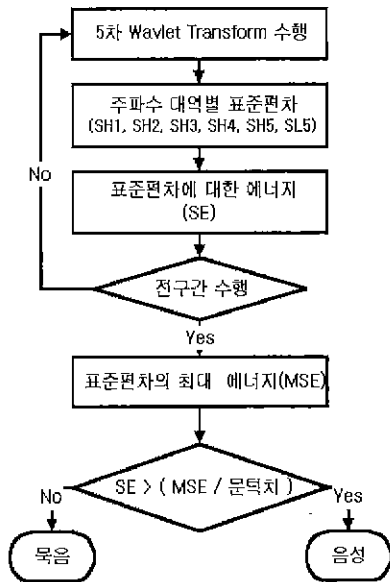 5차 Wavlet Transform 수행
주파수 대역별 표준편차
(SH1, SH2, SH3, SH4, SH5, SL5)
No
표준편차에 대한 에너지
(SE)
전구간 수행
Yes
표준편차의 최대 에너지(MSE)
SE > ( MSE / 문턱치 )
No
Yes
묵음
음성